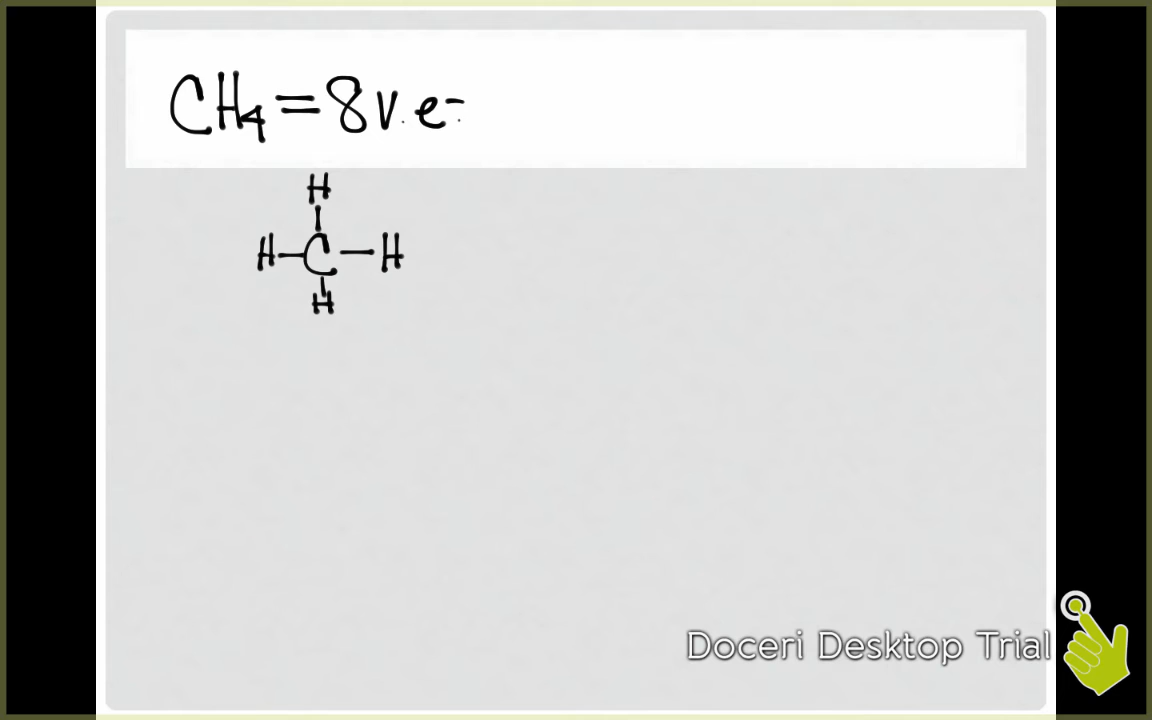 CH4 = 8 v. e-
H
H-C-H
H
Doceri Desktop Trial